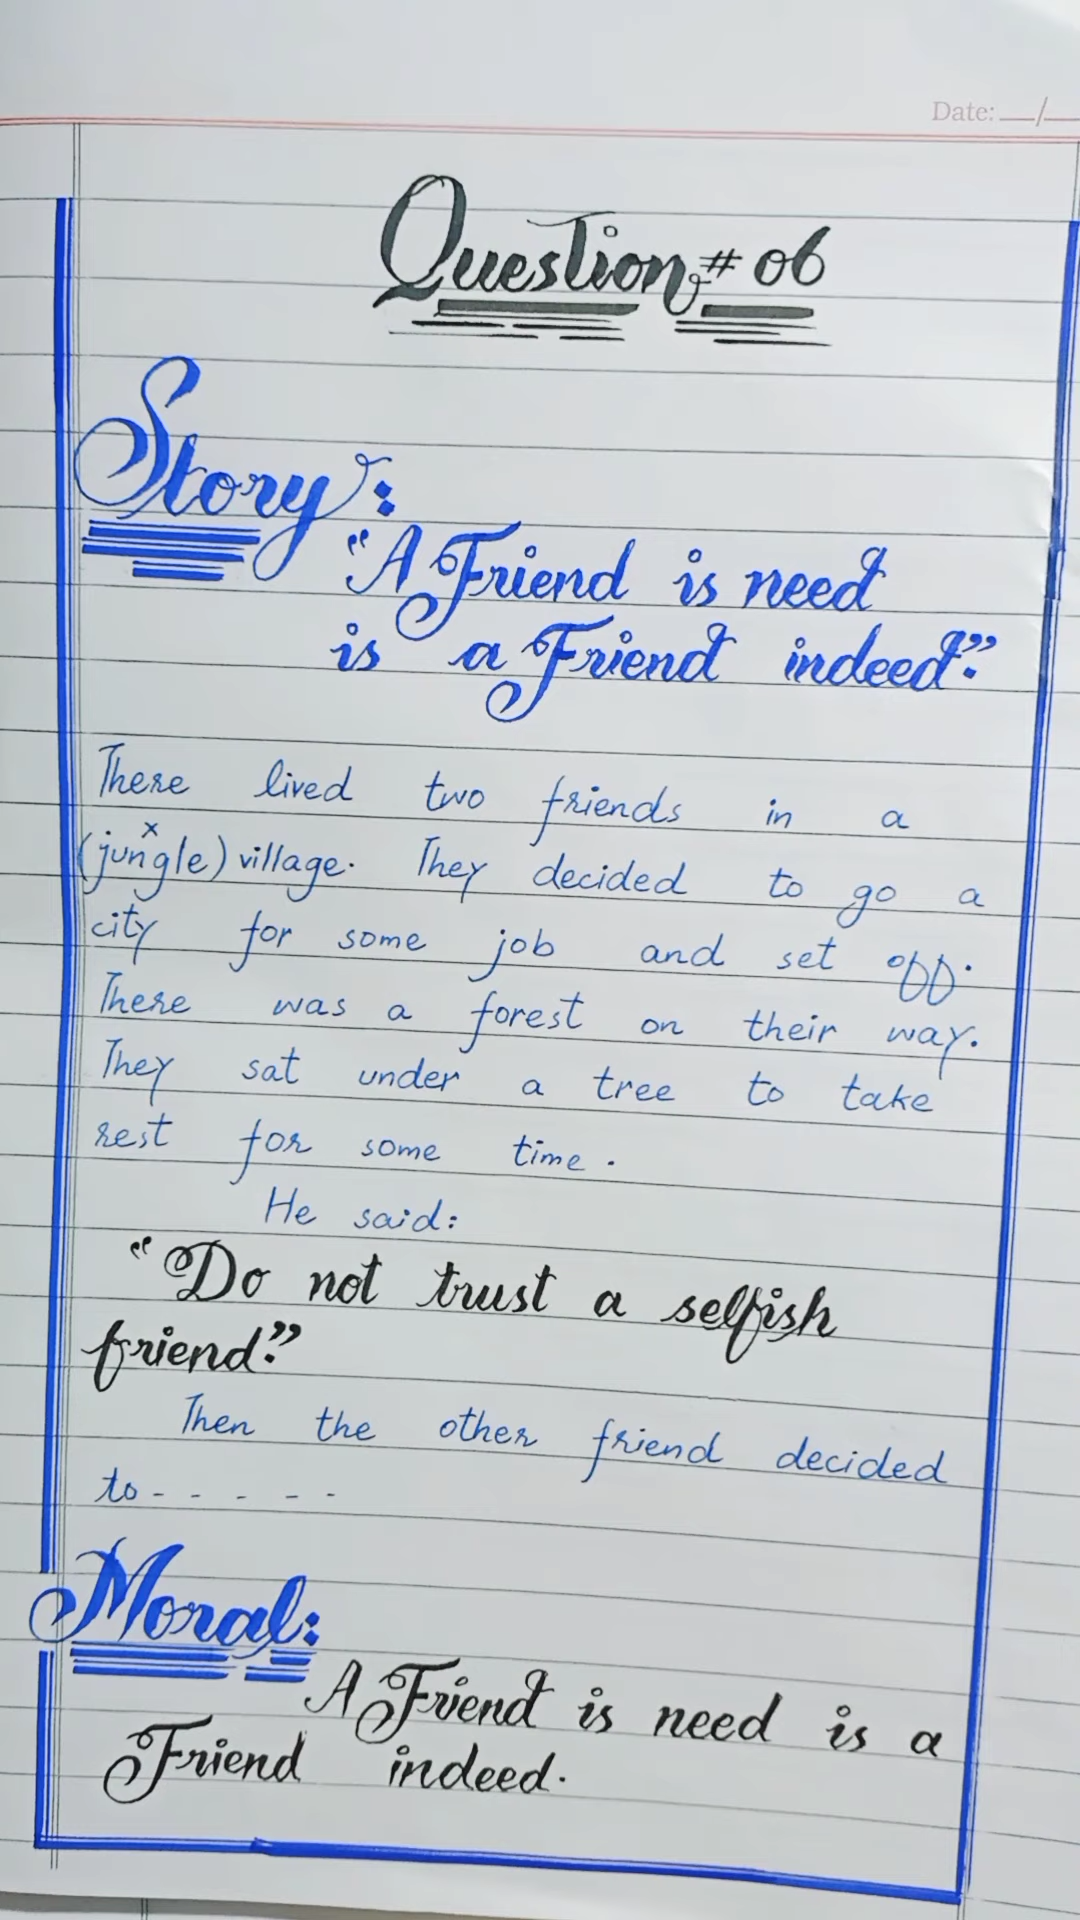 Date: __/__
Question # 06
Story:
"A Friend is need
is a Friend indeed."
There lived two friends in a
(jungle) village. They decided to go a
city for some job and set off.
There was a forest on their way.
They sat under a tree to take
rest for some time.
He said:
"Do not trust a selfish
friend."
Then the other friend decided
to - - - - -
Moral:
A Friend is need is a
Friend indeed.